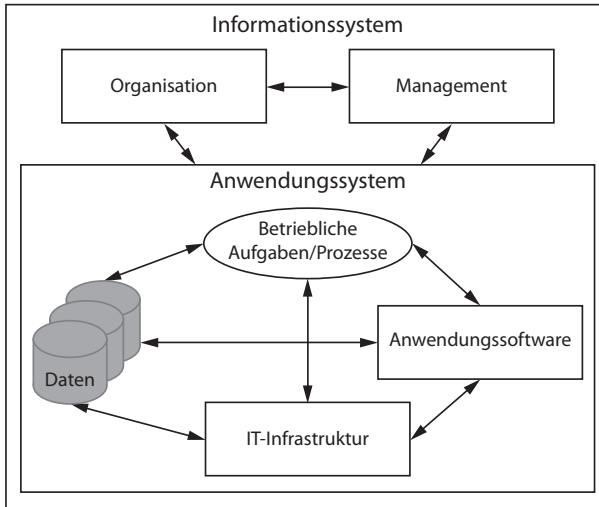 Informationssystem
Organisation
Management
Anwendungssystem
Betriebliche
Aufgaben/Prozesse
Anwendungssoftware
Daten
IT-Infrastruktur